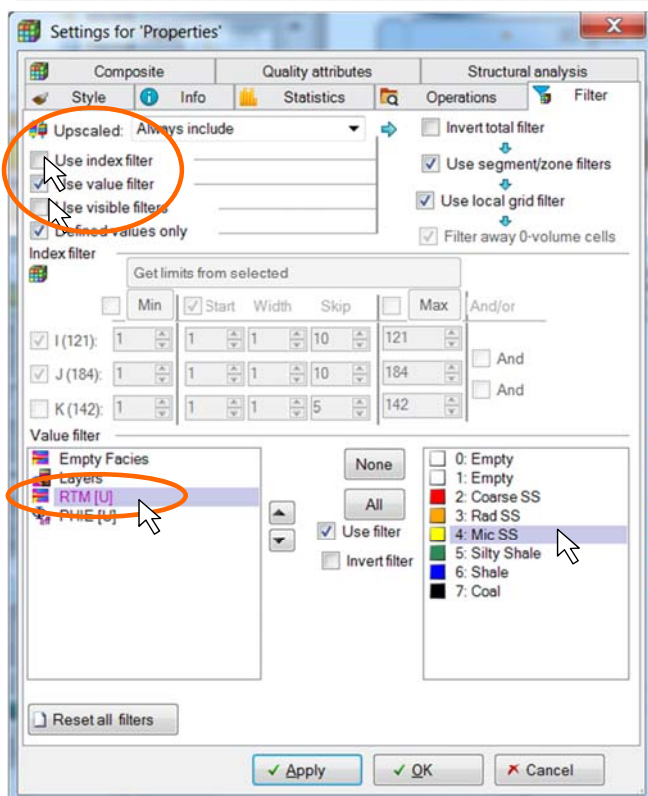 Settings for 'Properties'
Composite Quality attributes Structural analysis
Style Info Statistics Operations Filter
Upscaled: Always include Invert total filter
Use index filter
Use segment/zone filters
Use value filter
Use local grid filter
Use visible filters
Defined values only Filter away 0-volume cells
Index filter
Get limits from selected
Min Start Width Skip Max And/or
I (121): 1 1 1 10 121
And
J (184): 1 1 1 10 184
And
K (142): 1 1 1 5 142
Value filter
Empty Facies
Layers
RTM [U]
PHIE [U]
None
All
Use filter
Invert filter
0: Empty
1: Empty
2: Coarse SS
3: Rad SS
4: Mic SS
5: Silty Shale
6: Shale
7: Coal
Reset all filters
Apply OK Cancel